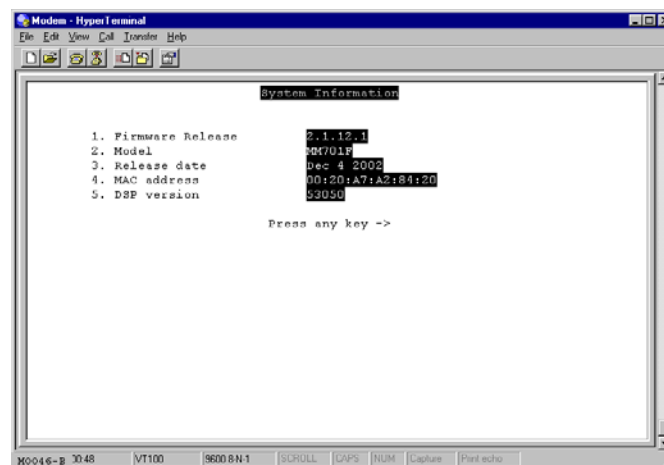 Modem - HyperTerminal
File Edit View Call Transfer Help
System Information
1. Firmware Release 2.1.12.1
2. Model MM701F
3. Release date Dec 4 2002
4. MAC address 00:20:A7:A2:84:20
5. DSP version 53050
Press any key ->
M0046-B 00:48 VT100 9600 8-N-1 SCROLL CAPS NUM Capture Print echo